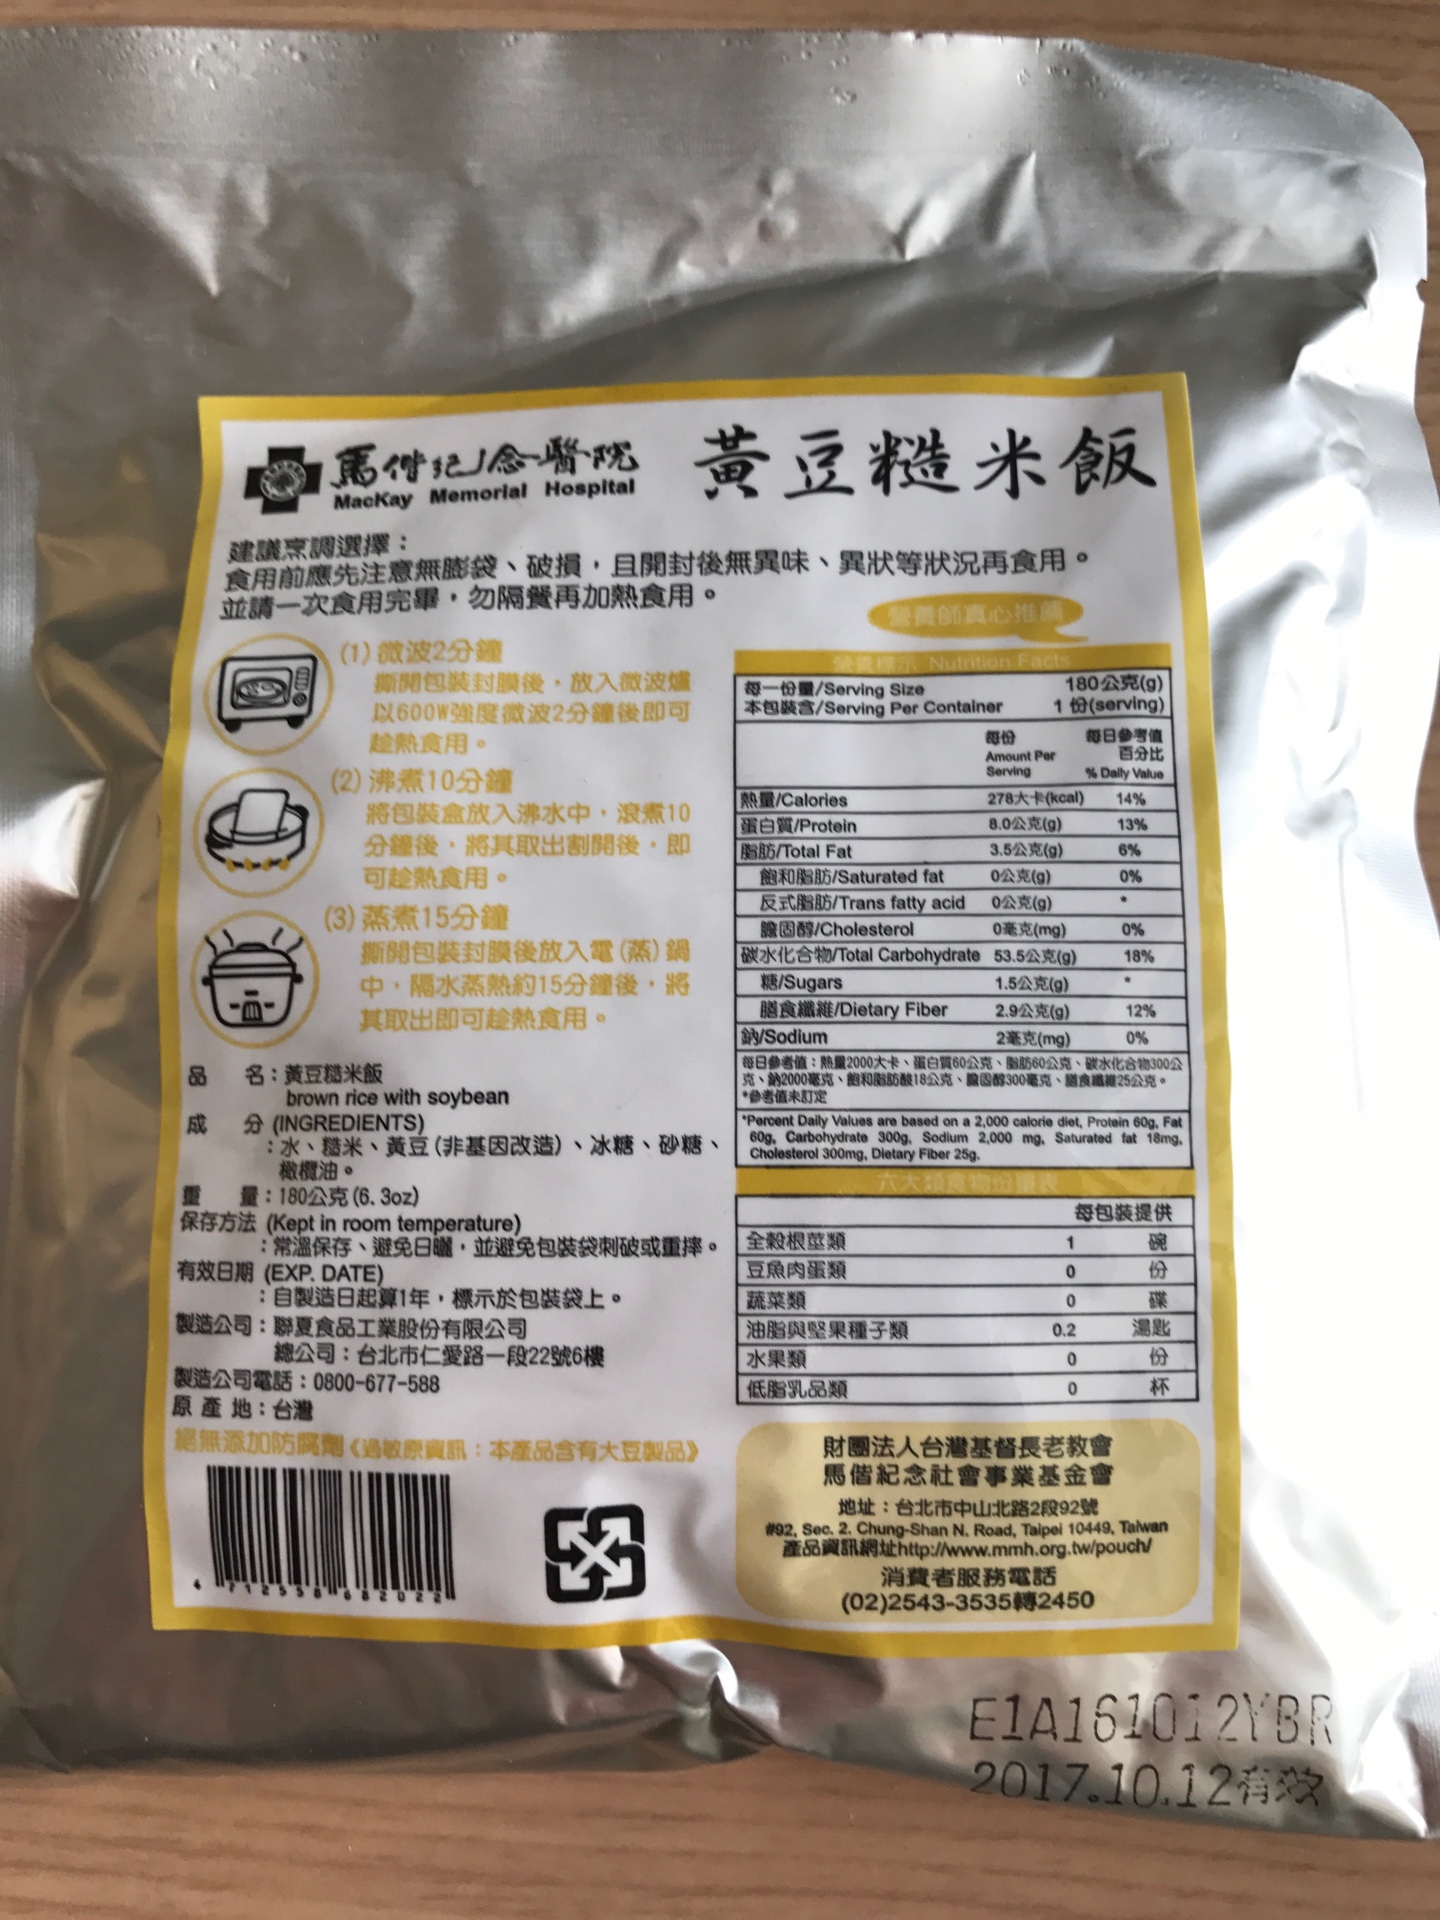 馬偕紀念醫院
MacKay Memorial Hospital
黃豆糙米飯
建議烹調選擇：
食用前應先注意無膨袋、破損，且開封後無異味、異狀等狀況再食用。
並請一次食用完畢，勿隔餐再加熱食用。
營養師真心推薦
(1) 微波2分鐘
撕開包裝封膜後，放入微波爐
以600W強度微波2分鐘後即可
趁熱食用。
(2) 沸煮10分鐘
將包裝盒放入沸水中，滾煮10
分鐘後，將其取出割開後，即
可趁熱食用。
(3) 蒸煮15分鐘
撕開包裝封膜後放入電(蒸)鍋
中，隔水蒸熱約15分鐘後，將
其取出即可趁熱食用。
品 名：黃豆糙米飯
brown rice with soybean
成 分 (INGREDIENTS)
：水、糙米、黃豆(非基因改造)、冰糖、砂糖、
橄欖油。
重 量：180公克(6.3oz)
保存方法 (Kept in room temperature)
：常溫保存、避免日曬，並避免包裝袋刺破或重摔。
有效日期 (EXP. DATE)
：自製造日起算1年，標示於包裝袋上。
製造公司：聯夏食品工業股份有限公司
總公司：台北市仁愛路一段22號6樓
製造公司電話：0800-677-588
原 產 地：台灣
絕無添加防腐劑《過敏原資訊：本產品含有大豆製品》
4 712558 682022
營養標示 Nutrition Facts
每一份量/Serving Size 180公克(g)
本包裝含/Serving Per Container 1 份(serving)
每份 每日參考值
Amount Per 百分比
Serving % Daily Value
熱量/Calories 278大卡(kcal) 14%
蛋白質/Protein 8.0公克(g) 13%
脂肪/Total Fat 3.5公克(g) 6%
飽和脂肪/Saturated fat 0公克(g) 0%
反式脂肪/Trans fatty acid 0公克(g) *
膽固醇/Cholesterol 0毫克(mg) 0%
碳水化合物/Total Carbohydrate 53.5公克(g) 18%
糖/Sugars 1.5公克(g) *
膳食纖維/Dietary Fiber 2.9公克(g) 12%
鈉/Sodium 2毫克(mg) 0%
每日參考值：熱量2000大卡、蛋白質60公克、脂肪60公克、碳水化合物300公
克、鈉2000毫克、飽和脂肪酸18公克、膽固醇300毫克、膳食纖維25公克。
*參考值未訂定
*Percent Daily Values are based on a 2,000 calorie diet, Protein 60g, Fat
60g, Carbohydrate 300g, Sodium 2,000 mg, Saturated fat 18mg,
Cholesterol 300mg, Dietary Fiber 25g.
六大類食物份量表
每包裝提供
全穀根莖類 1 碗
豆魚肉蛋類 0 份
蔬菜類 0 碟
油脂與堅果種子類 0.2 湯匙
水果類 0 份
低脂乳品類 0 杯
財團法人台灣基督長老教會
馬偕紀念社會事業基金會
地址：台北市中山北路2段92號
#92, Sec. 2, Chung-Shan N. Road, Taipei 10449, Taiwan
產品資訊網址http://www.mmh.org.tw/pouch/
消費者服務電話
(02)2543-3535轉2450
E1A161012YBR
2017.10.12有效